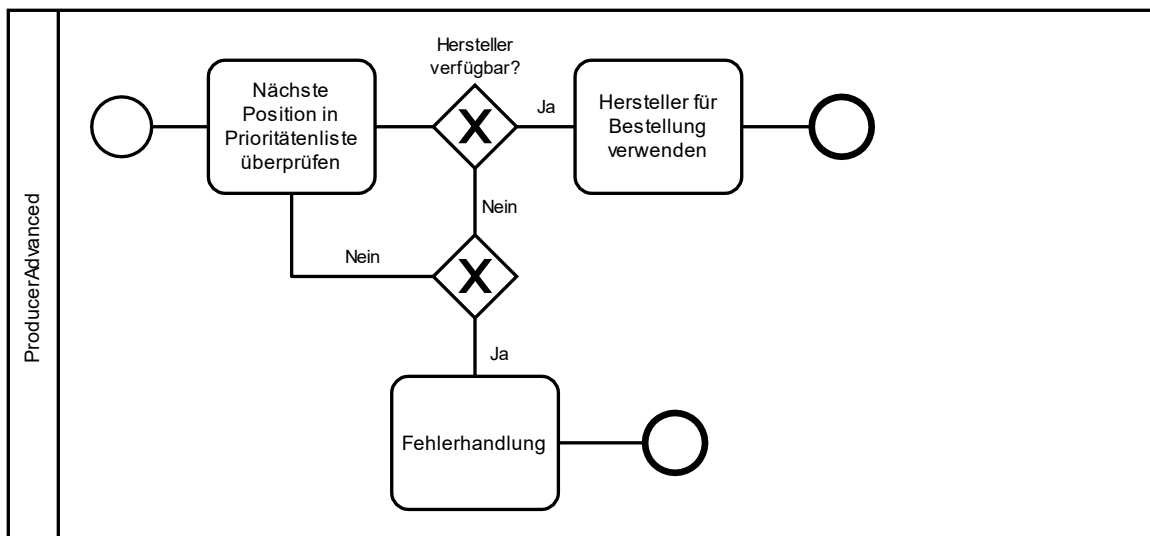 ProducerAdvanced
Hersteller
verfügbar?
Nächste
Position in
Prioritätenliste
überprüfen
Ja
Hersteller für
Bestellung
verwenden
Nein
Nein
Ja
Fehlerhandlung